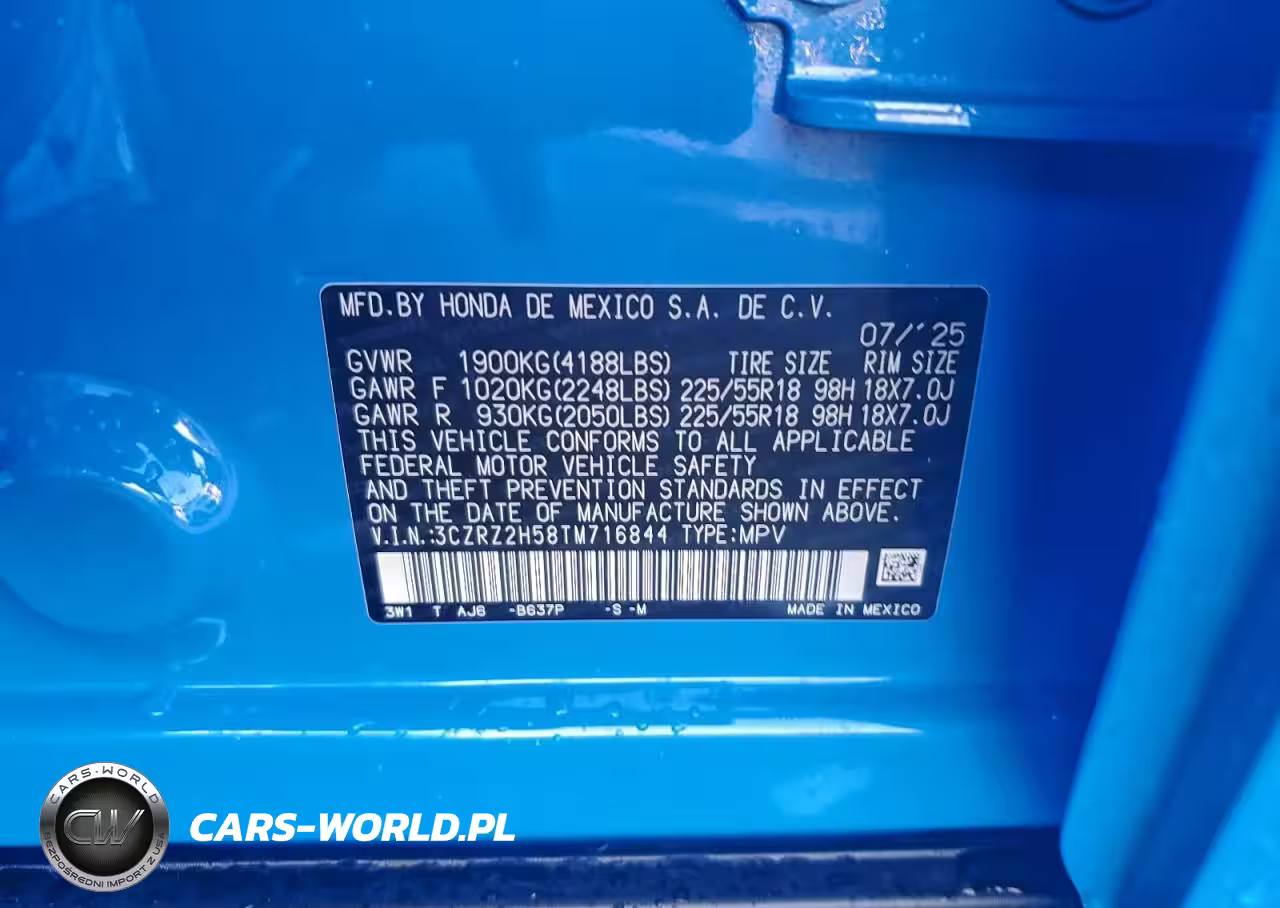 MFD.BY HONDA DE MEXICO S.A. DE C.V.
07/'25
GVWR 1900KG(4188LBS) TIRE SIZE RIM SIZE
GAWR F 1020KG(2248LBS) 225/55R18 98H 18X7.0J
GAWR R 930KG(2050LBS) 225/55R18 98H 18X7.0J
THIS VEHICLE CONFORMS TO ALL APPLICABLE
FEDERAL MOTOR VEHICLE SAFETY
AND THEFT PREVENTION STANDARDS IN EFFECT
ON THE DATE OF MANUFACTURE SHOWN ABOVE.
V.I.N.:3CZRZ2H58TM716844 TYPE:MPV
3W1 T AJ6 -B637P -S -M MADE IN MEXICO
CARS-WORLD
CW
BEZPOŚREDNI IMPORT Z USA
CARS-WORLD.PL